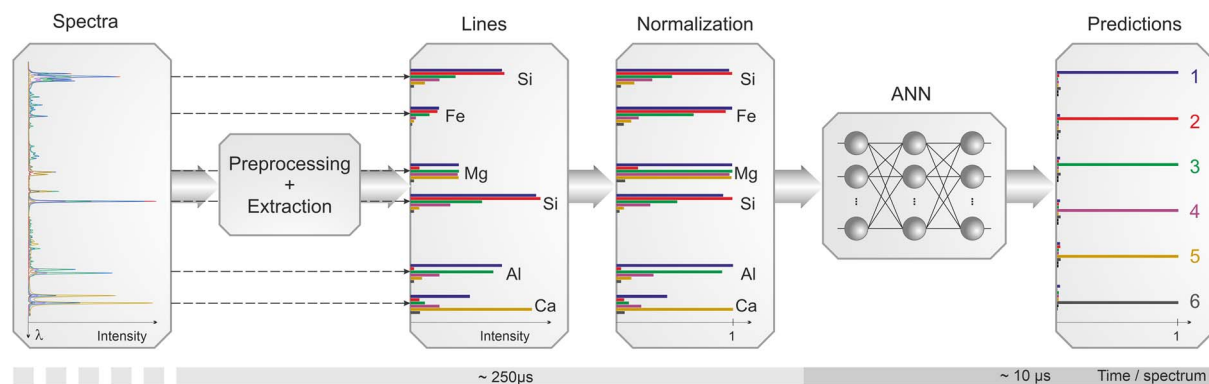 Spectra
Lines
Normalization
Predictions
ANN
Preprocessing
+
Extraction
λ
Intensity
Si
Fe
Mg
Si
Al
Ca
Intensity
Si
Fe
Mg
Si
Al
Ca
1
...
...
...
1
2
3
4
5
6
1
~ 250µs
~ 10 µs
Time / spectrum